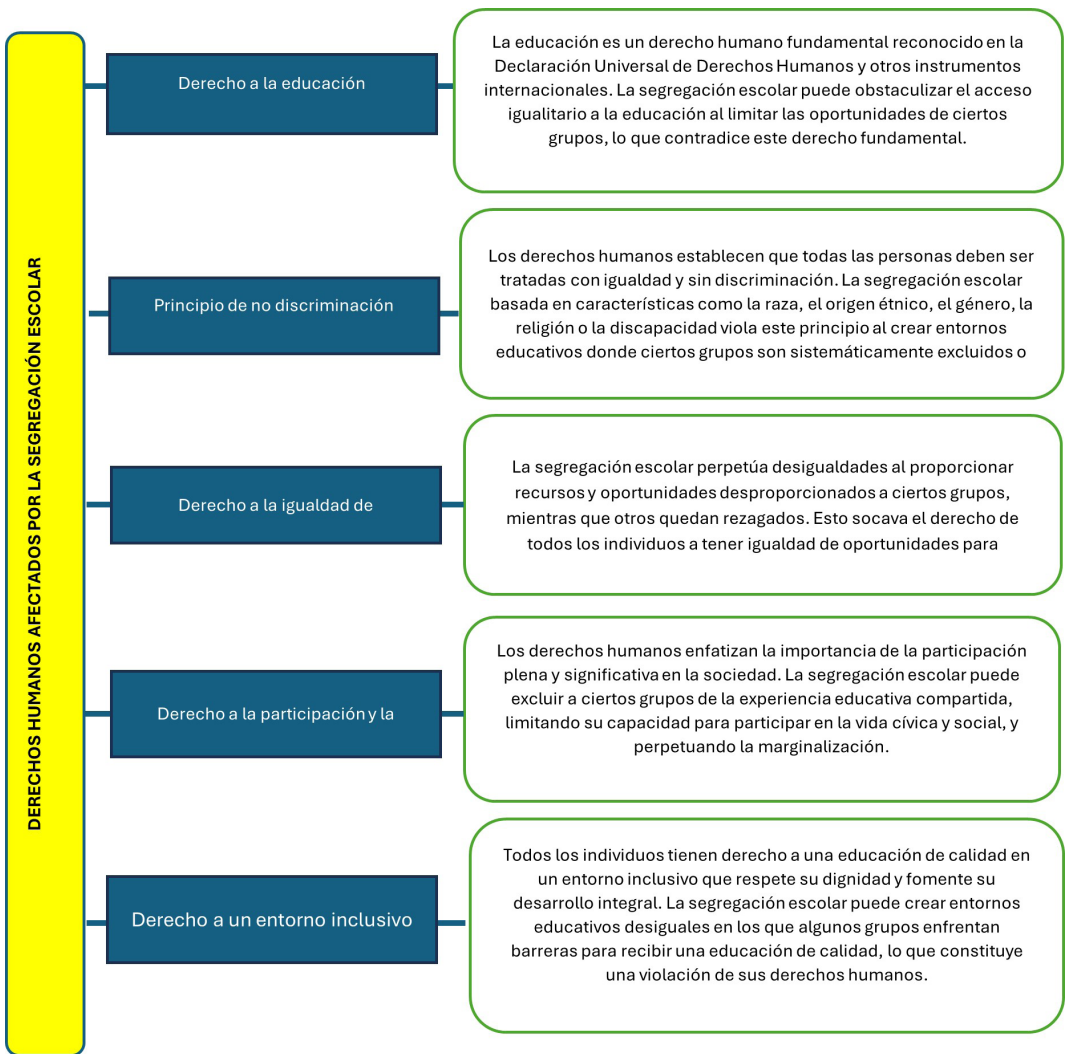 DERECHOS HUMANOS AFECTADOS POR LA SEGREGACIÓN ESCOLAR
Derecho a la educación
La educación es un derecho humano fundamental reconocido en la
Declaración Universal de Derechos Humanos y otros instrumentos
internacionales. La segregación escolar puede obstaculizar el acceso
igualitario a la educación al limitar las oportunidades de ciertos
grupos, lo que contradice este derecho fundamental.
Principio de no discriminación
Los derechos humanos establecen que todas las personas deben ser
tratadas con igualdad y sin discriminación. La segregación escolar
basada en características como la raza, el origen étnico, el género, la
religión o la discapacidad viola este principio al crear entornos
educativos donde ciertos grupos son sistemáticamente excluidos o
Derecho a la igualdad de
La segregación escolar perpetúa desigualdades al proporcionar
recursos y oportunidades desproporcionados a ciertos grupos,
mientras que otros quedan rezagados. Esto socava el derecho de
todos los individuos a tener igualdad de oportunidades para
Derecho a la participación y la
Los derechos humanos enfatizan la importancia de la participación
plena y significativa en la sociedad. La segregación escolar puede
excluir a ciertos grupos de la experiencia educativa compartida,
limitando su capacidad para participar en la vida cívica y social, y
perpetuando la marginalización.
Derecho a un entorno inclusivo
Todos los individuos tienen derecho a una educación de calidad en
un entorno inclusivo que respete su dignidad y fomente su
desarrollo integral. La segregación escolar puede crear entornos
educativos desiguales en los que algunos grupos enfrentan
barreras para recibir una educación de calidad, lo que constituye
una violación de sus derechos humanos.